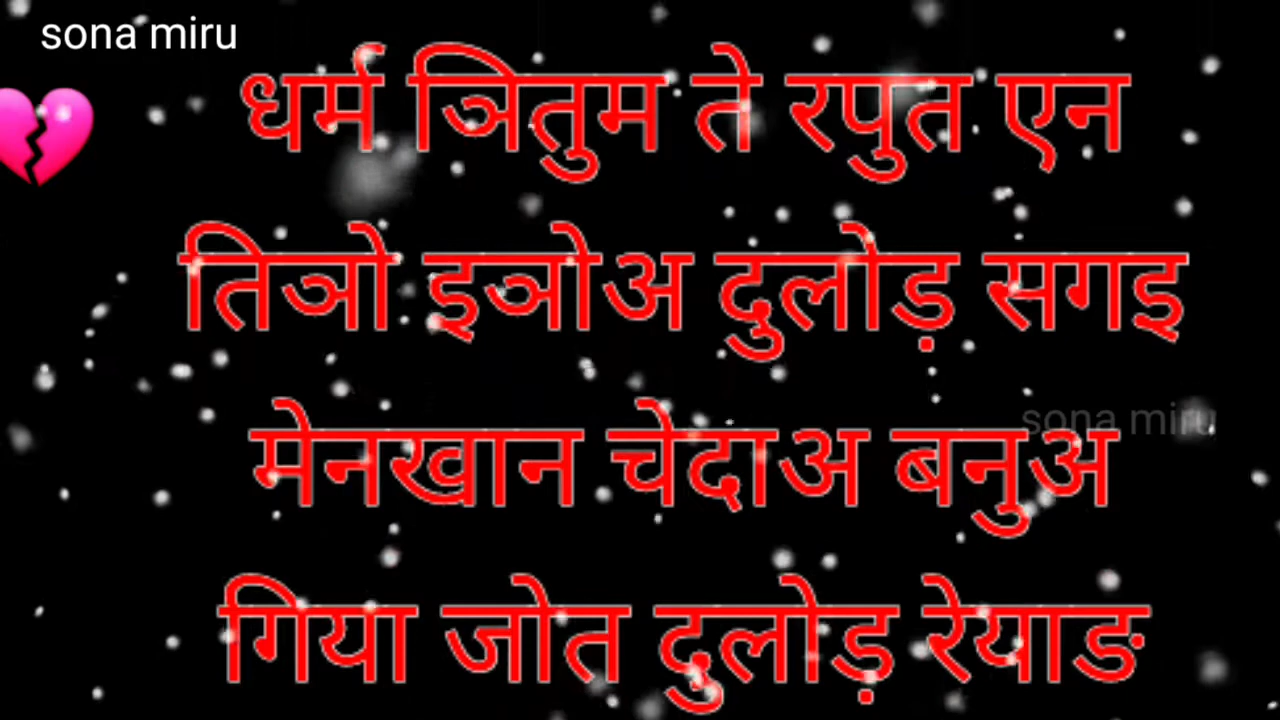 sona miru
धर्म ञितुम ते रपुत एन
तिञो इञोअ दुलोड़ सगइ
sona miru
मेनखान चेदाअ बनुअ
गिया जोत दुलोड़ रेयाङ